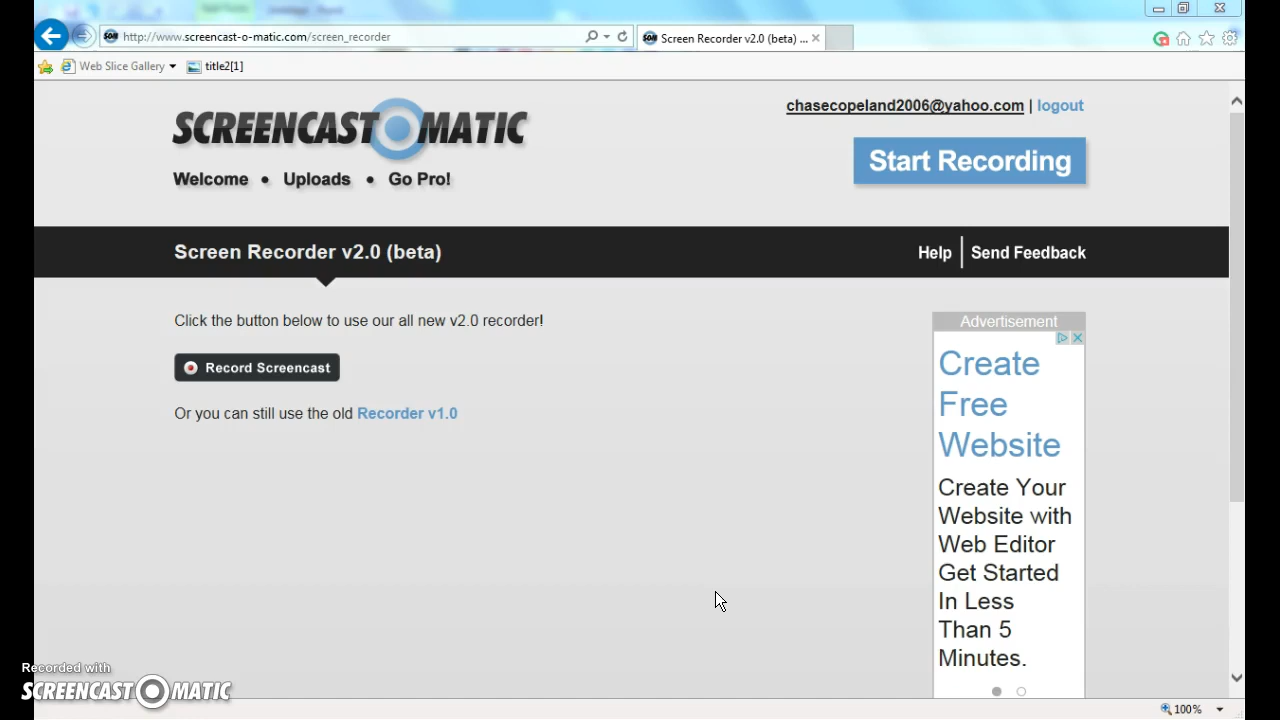 http://www.screencast-o-matic.com/screen_recorder
Screen Recorder v2.0 (beta) ...
Web Slice Gallery
title2[1]
SCREENCAST O MATIC
chasecopeland2006@yahoo.com | logout
Start Recording
Welcome • Uploads • Go Pro!
Screen Recorder v2.0 (beta)
Help | Send Feedback
Click the button below to use our all new v2.0 recorder!
Record Screencast
Or you can still use the old Recorder v1.0
Advertisement
Create
Free
Website
Create Your
Website with
Web Editor
Get Started
In Less
Than 5
Minutes.
Recorded with
SCREENCAST O MATIC
100%